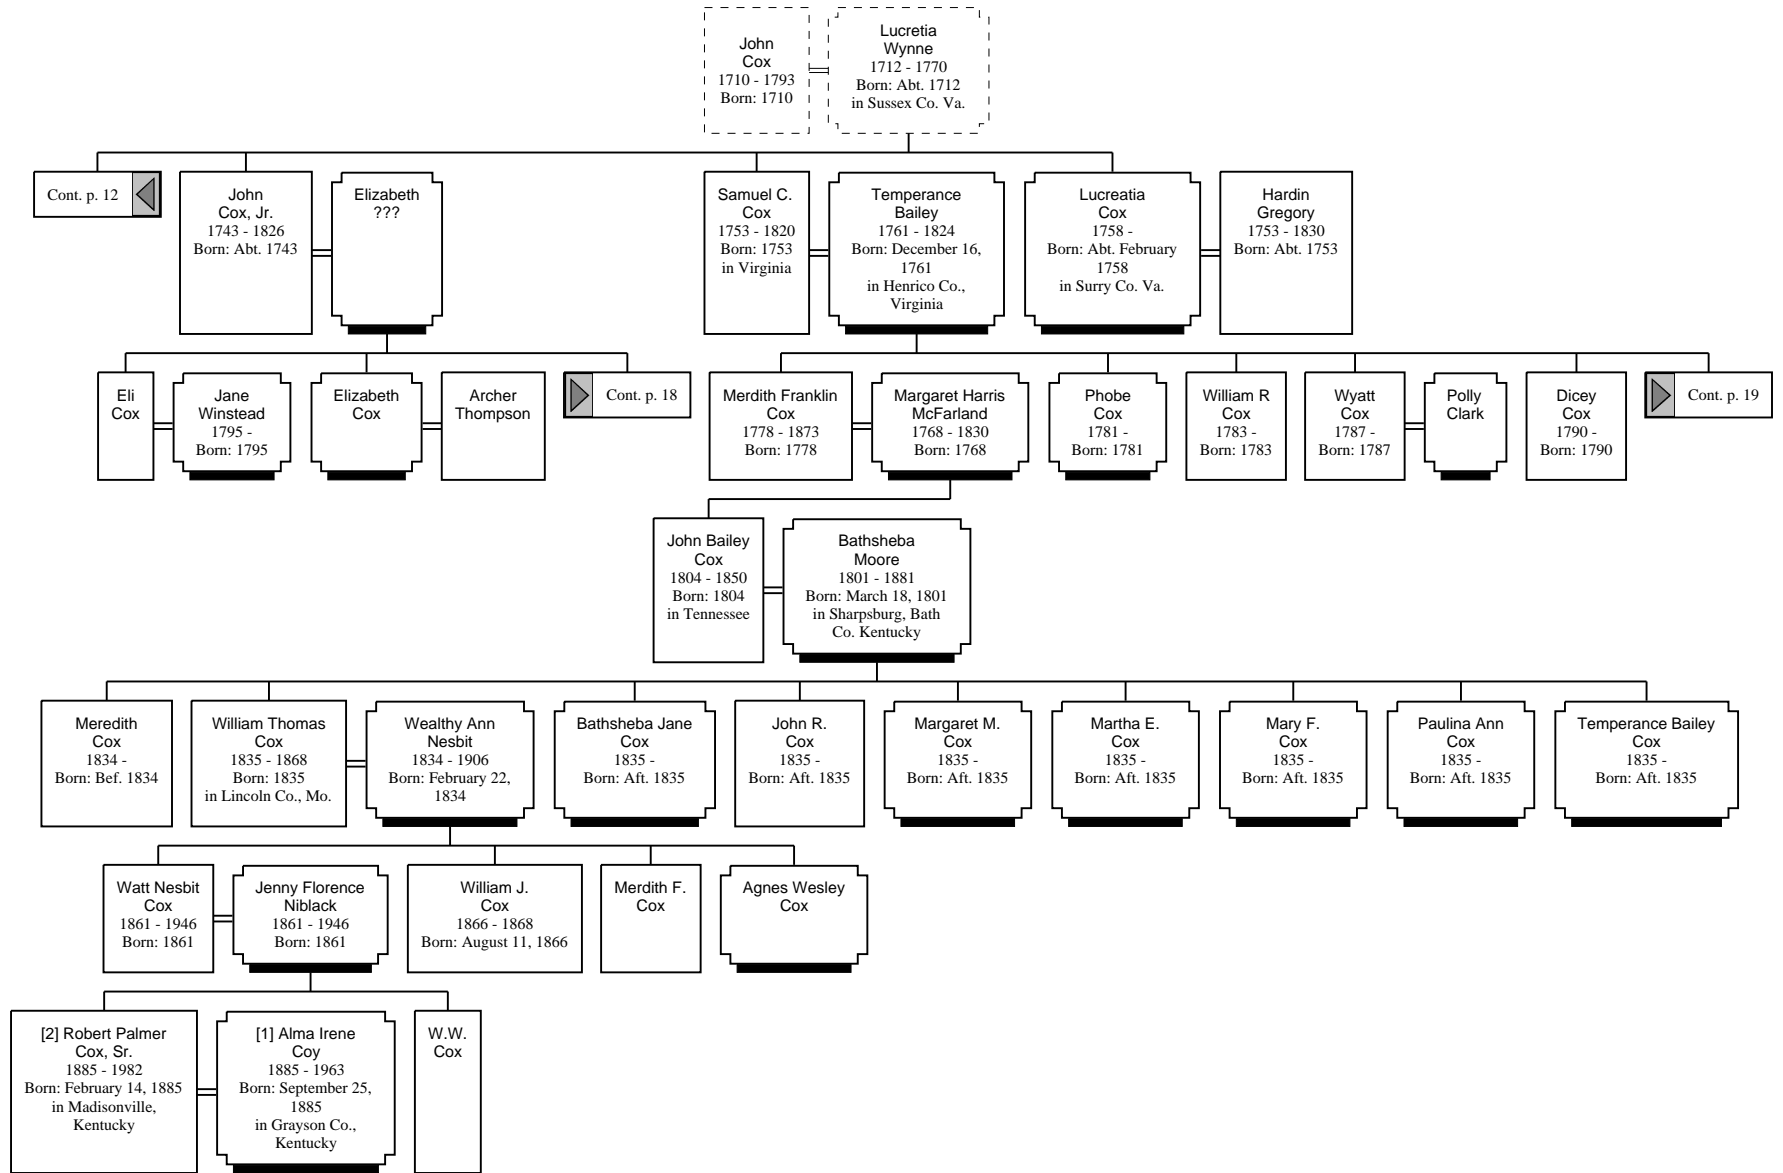 John
Cox
1710 - 1793
Born: 1710
Lucretia
Wynne
1712 - 1770
Born: Abt. 1712
in Sussex Co. Va.
Cont. p. 12
John
Cox, Jr.
1743 - 1826
Born: Abt. 1743
Elizabeth
???
Samuel C.
Cox
1753 - 1820
Born: 1753
in Virginia
Temperance
Bailey
1761 - 1824
Born: December 16,
1761
in Henrico Co.,
Virginia
Lucreatia
Cox
1758 -
Born: Abt. February
1758
in Surry Co. Va.
Hardin
Gregory
1753 - 1830
Born: Abt. 1753
Eli
Cox
Jane
Winstead
1795 -
Born: 1795
Elizabeth
Cox
Archer
Thompson
Cont. p. 18
Merdith Franklin
Cox
1778 - 1873
Born: 1778
Margaret Harris
McFarland
1768 - 1830
Born: 1768
Phobe
Cox
1781 -
Born: 1781
William R
Cox
1783 -
Born: 1783
Wyatt
Cox
1787 -
Born: 1787
Polly
Clark
Dicey
Cox
1790 -
Born: 1790
Cont. p. 19
John Bailey
Cox
1804 - 1850
Born: 1804
in Tennessee
Bathsheba
Moore
1801 - 1881
Born: March 18, 1801
in Sharpsburg, Bath
Co. Kentucky
Meredith
Cox
1834 -
Born: Bef. 1834
William Thomas
Cox
1835 - 1868
Born: 1835
in Lincoln Co., Mo.
Wealthy Ann
Nesbit
1834 - 1906
Born: February 22,
1834
Bathsheba Jane
Cox
1835 -
Born: Aft. 1835
John R.
Cox
1835 -
Born: Aft. 1835
Margaret M.
Cox
1835 -
Born: Aft. 1835
Martha E.
Cox
1835 -
Born: Aft. 1835
Mary F.
Cox
1835 -
Born: Aft. 1835
Paulina Ann
Cox
1835 -
Born: Aft. 1835
Temperance Bailey
Cox
1835 -
Born: Aft. 1835
Watt Nesbit
Cox
1861 - 1946
Born: 1861
Jenny Florence
Niblack
1861 - 1946
Born: 1861
William J.
Cox
1866 - 1868
Born: August 11, 1866
Merdith F.
Cox
Agnes Wesley
Cox
[2] Robert Palmer
Cox, Sr.
1885 - 1982
Born: February 14, 1885
in Madisonville,
Kentucky
[1] Alma Irene
Coy
1885 - 1963
Born: September 25,
1885
in Grayson Co.,
Kentucky
W.W.
Cox